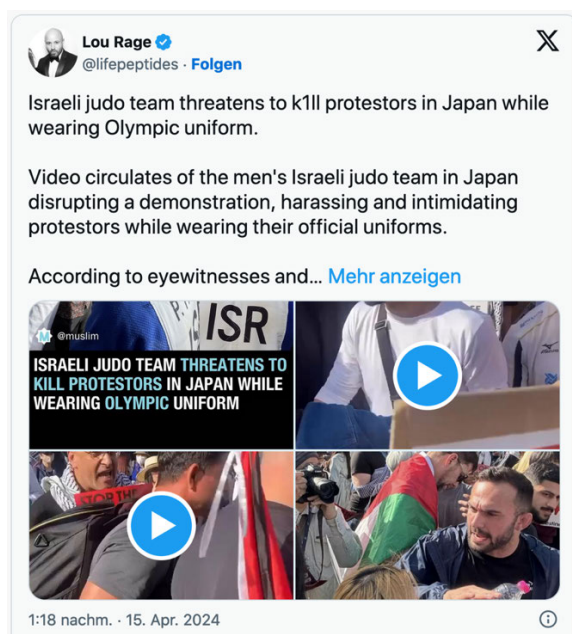 Lou Rage
@lifepeptides · Folgen
Israeli judo team threatens to k1ll protestors in Japan while
wearing Olympic uniform.
Video circulates of the men's Israeli judo team in Japan
disrupting a demonstration, harassing and intimidating
protestors while wearing their official uniforms.
According to eyewitnesses and... Mehr anzeigen
ISR
@muslim
ISRAELI JUDO TEAM THREATENS TO
KILL PROTESTORS IN JAPAN WHILE
WEARING OLYMPIC UNIFORM
STOP THE
1:18 nachm. · 15. Apr. 2024